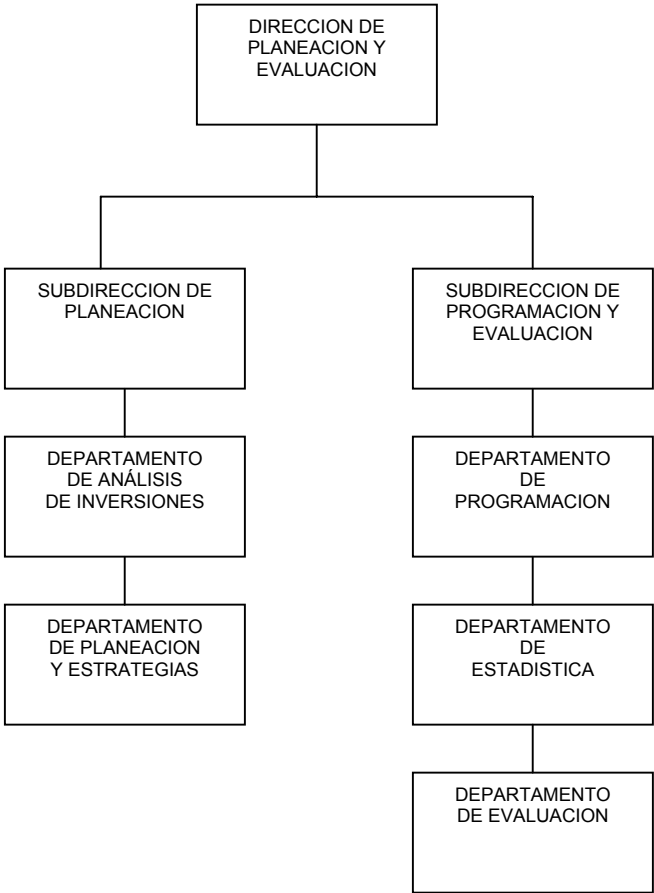 DIRECCION DE
PLANEACION Y
EVALUACION
SUBDIRECCION DE
PLANEACION
SUBDIRECCION DE
PROGRAMACION Y
EVALUACION
DEPARTAMENTO
DE ANÁLISIS
DE INVERSIONES
DEPARTAMENTO
DE
PROGRAMACION
DEPARTAMENTO
DE PLANEACION
Y ESTRATEGIAS
DEPARTAMENTO
DE
ESTADISTICA
DEPARTAMENTO
DE EVALUACION